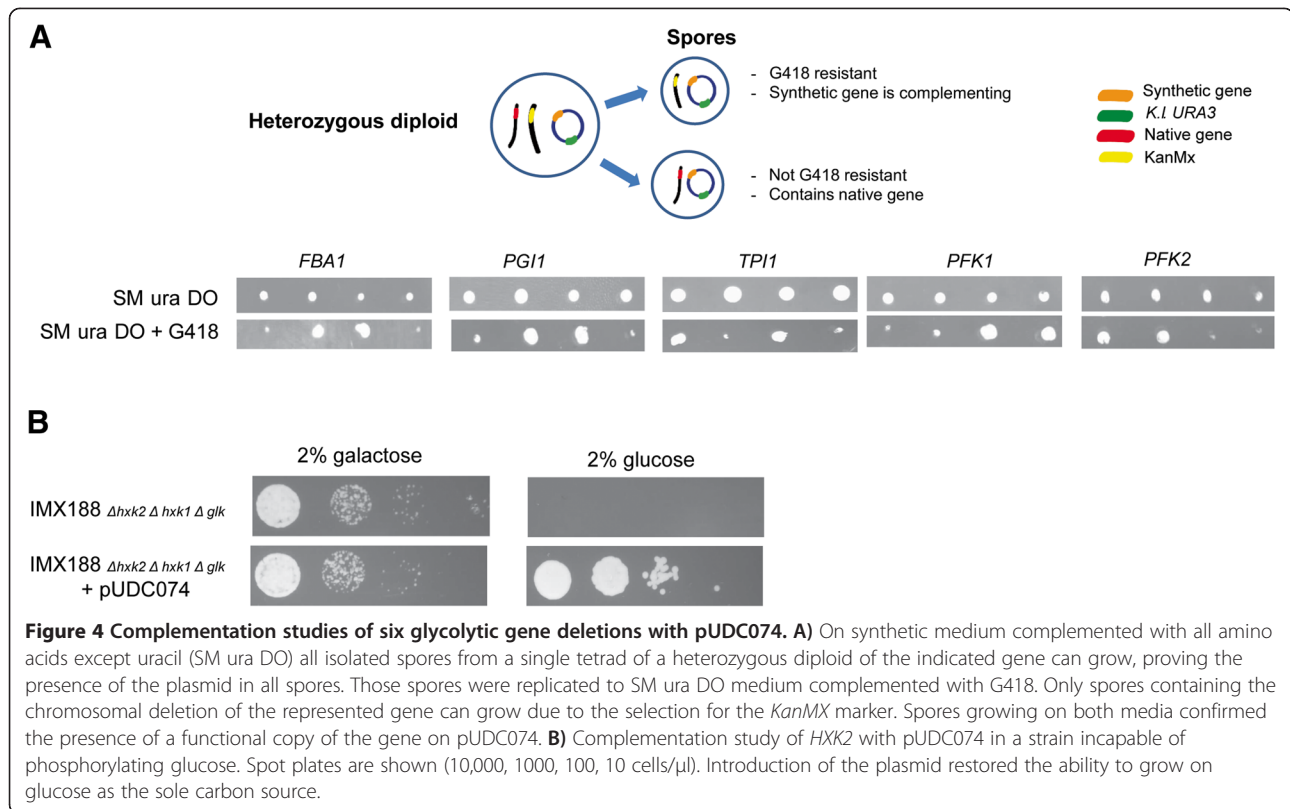 A
Spores
- G418 resistant
- Synthetic gene is complementing
Heterozygous diploid
- Not G418 resistant
- Contains native gene
Synthetic gene
K.l. URA3
Native gene
KanMx
FBA1 PGI1 TPI1 PFK1 PFK2
SM ura DO
SM ura DO + G418
B
2% galactose 2% glucose
IMX188 Δhxk2 Δ hxk1 Δ glk
IMX188 Δhxk2 Δ hxk1 Δ glk
+ pUDC074
Figure 4 Complementation studies of six glycolytic gene deletions with pUDC074. A) On synthetic medium complemented with all amino
acids except uracil (SM ura DO) all isolated spores from a single tetrad of a heterozygous diploid of the indicated gene can grow, proving the
presence of the plasmid in all spores. Those spores were replicated to SM ura DO medium complemented with G418. Only spores containing the
chromosomal deletion of the represented gene can grow due to the selection for the KanMX marker. Spores growing on both media confirmed
the presence of a functional copy of the gene on pUDC074. B) Complementation study of HXK2 with pUDC074 in a strain incapable of
phosphorylating glucose. Spot plates are shown (10,000, 1000, 100, 10 cells/μl). Introduction of the plasmid restored the ability to grow on
glucose as the sole carbon source.